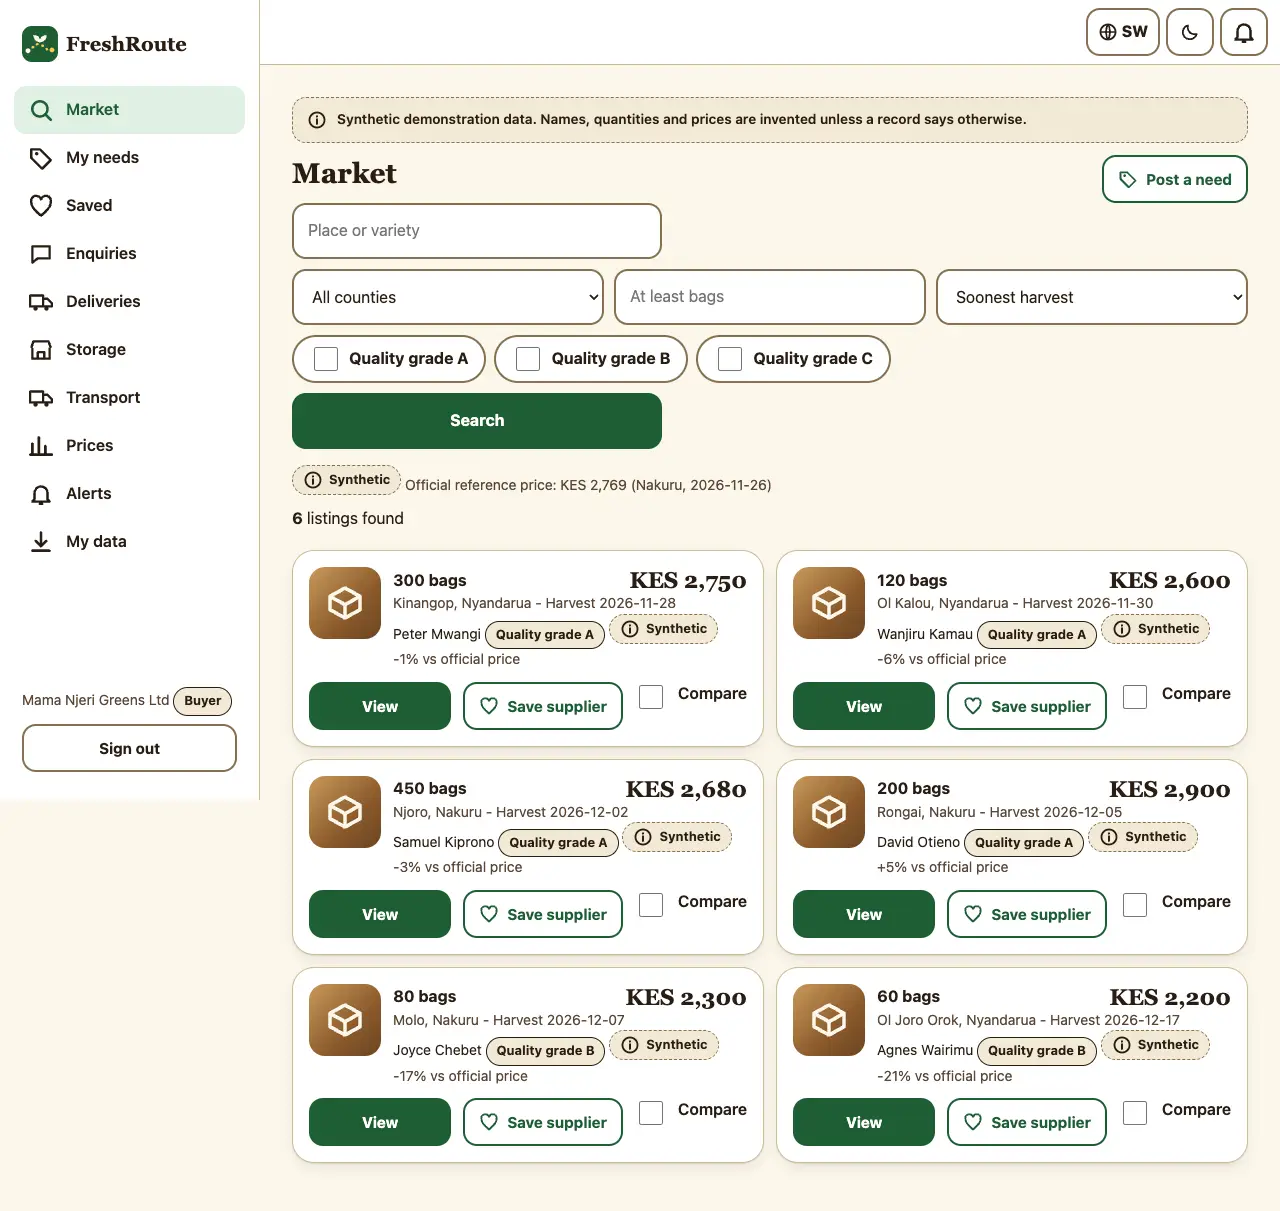 FreshRoute
SW
Market
My needs
Saved
Enquiries
Deliveries
Storage
Transport
Prices
Alerts
My data
Mama Njeri Greens Ltd Buyer
Sign out
Synthetic demonstration data. Names, quantities and prices are invented unless a record says otherwise.
Market
Post a need
Place or variety
All counties
At least bags
Soonest harvest
Quality grade A
Quality grade B
Quality grade C
Search
Synthetic Official reference price: KES 2,769 (Nakuru, 2026-11-26)
6 listings found
300 bags KES 2,750
Kinangop, Nyandarua - Harvest 2026-11-28
Peter Mwangi Quality grade A Synthetic
-1% vs official price
View Save supplier Compare
120 bags KES 2,600
Ol Kalou, Nyandarua - Harvest 2026-11-30
Wanjiru Kamau Quality grade A Synthetic
-6% vs official price
View Save supplier Compare
450 bags KES 2,680
Njoro, Nakuru - Harvest 2026-12-02
Samuel Kiprono Quality grade A Synthetic
-3% vs official price
View Save supplier Compare
200 bags KES 2,900
Rongai, Nakuru - Harvest 2026-12-05
David Otieno Quality grade A Synthetic
+5% vs official price
View Save supplier Compare
80 bags KES 2,300
Molo, Nakuru - Harvest 2026-12-07
Joyce Chebet Quality grade B Synthetic
-17% vs official price
View Save supplier Compare
60 bags KES 2,200
Ol Joro Orok, Nyandarua - Harvest 2026-12-17
Agnes Wairimu Quality grade B Synthetic
-21% vs official price
View Save supplier Compare